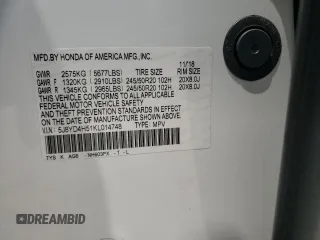 MFD.BY HONDA OF AMERICA MFG.,INC.
11/18
GVWR 2575KG (5677LBS) TIRE SIZE RIM SIZE
GAWR F 1320KG (2910LBS) 245/50R20 102H 20X8.0J
GAWR R 1345KG (2965LBS) 245/50R20 102H 20X8.0J
THIS VEHICLE CONFORMS TO ALL APPLICABLE
FEDERAL MOTOR VEHICLE SAFETY AND
THEFT PREVENTION STANDARDS IN EFFECT ON
THE DATE OF MANUFACTURE SHOWN ABOVE.
V.I.N: 5J8YD4H51KL014748 TYPE: MPV
TYS K AG6 NH603PX - T - L
DREAMBID